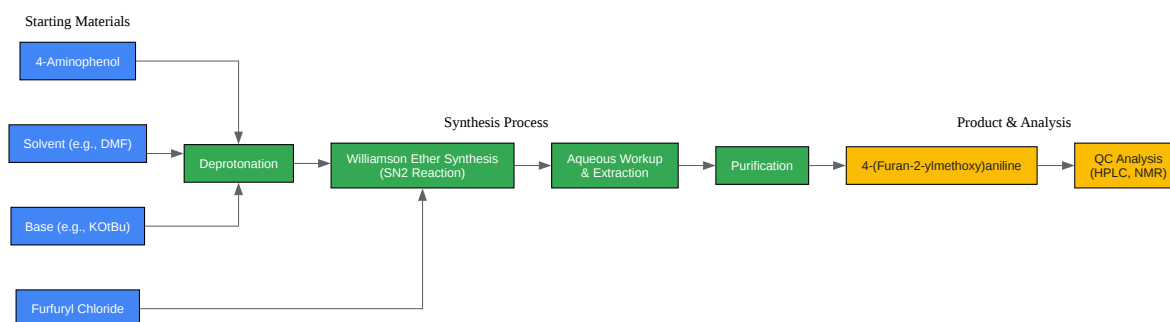 Starting Materials
4-Aminophenol
Solvent (e.g., DMF)
Base (e.g., KOtBu)
Furfuryl Chloride
Synthesis Process
Deprotonation
Williamson Ether Synthesis
(SN2 Reaction)
Aqueous Workup
& Extraction
Purification
Product & Analysis
4-(Furan-2-ylmethoxy)aniline
QC Analysis
(HPLC, NMR)